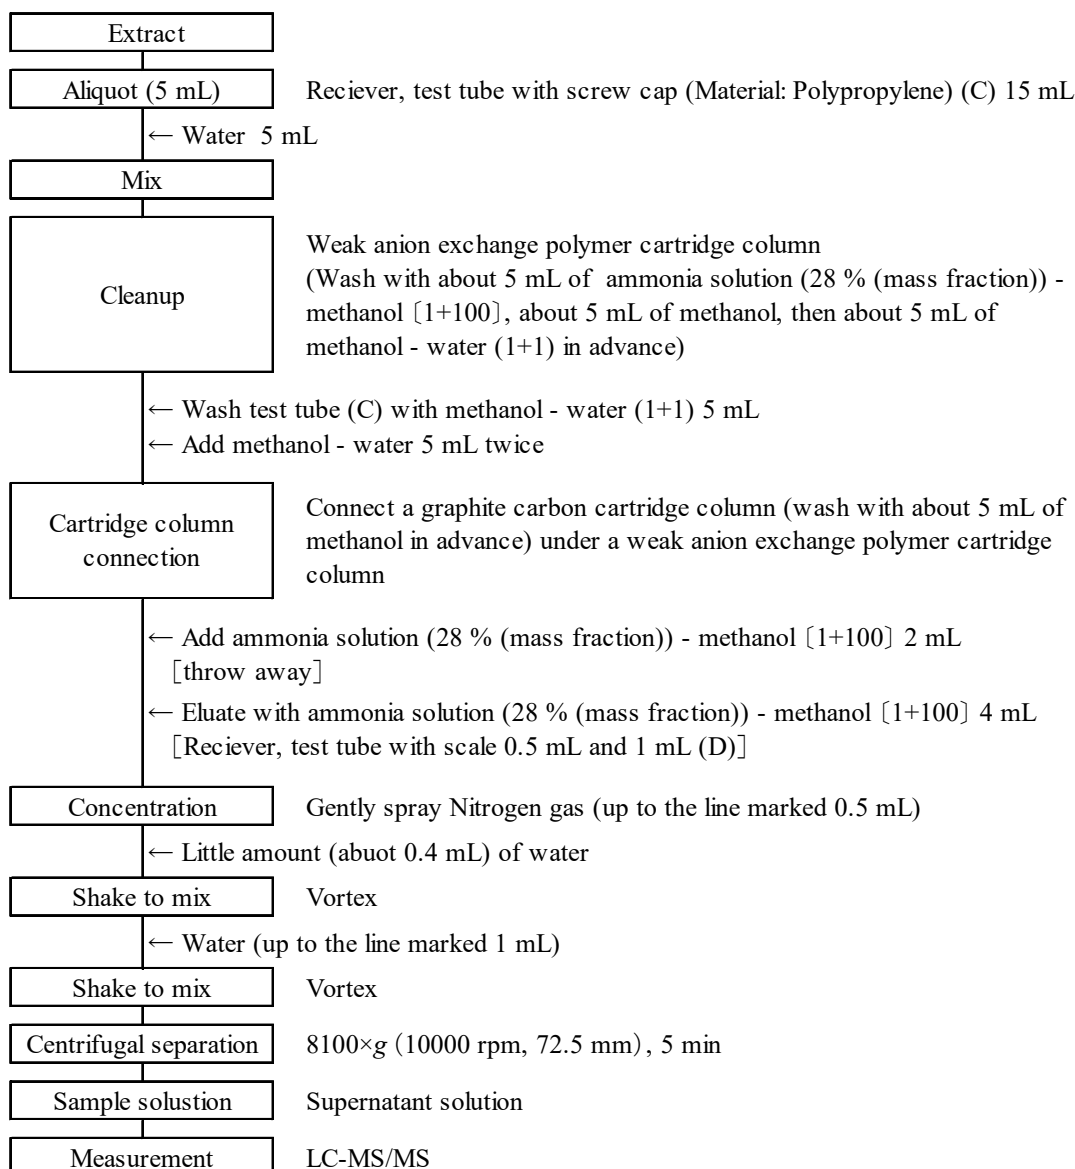 Extract
Aliquot (5 mL)
Reciever, test tube with screw cap (Material: Polypropylene) (C) 15 mL
← Water  5 mL
Mix
Cleanup
Weak anion exchange polymer cartridge column
(Wash with about 5 mL of  ammonia solution (28 % (mass fraction)) -
methanol〔1+100〕, about 5 mL of methanol, then about 5 mL of
methanol - water (1+1) in advance)
← Wash test tube (C) with methanol - water (1+1) 5 mL
← Add methanol - water 5 mL twice
Cartridge column
connection
Connect a graphite carbon cartridge column (wash with about 5 mL of
methanol in advance) under a weak anion exchange polymer cartridge
column
← Add ammonia solution (28 % (mass fraction)) - methanol〔1+100〕2 mL
［throw away］
← Eluate with ammonia solution (28 % (mass fraction)) - methanol〔1+100〕4 mL
［Reciever, test tube with scale 0.5 mL and 1 mL (D)］
Concentration
Gently spray Nitrogen gas (up to the line marked 0.5 mL)
← Little amount (abuot 0.4 mL) of water
Shake to mix
Vortex
← Water (up to the line marked 1 mL)
Shake to mix
Vortex
Centrifugal separation
8100×g（10000 rpm, 72.5 mm）, 5 min
Sample solustion
Supernatant solution
Measurement
LC-MS/MS